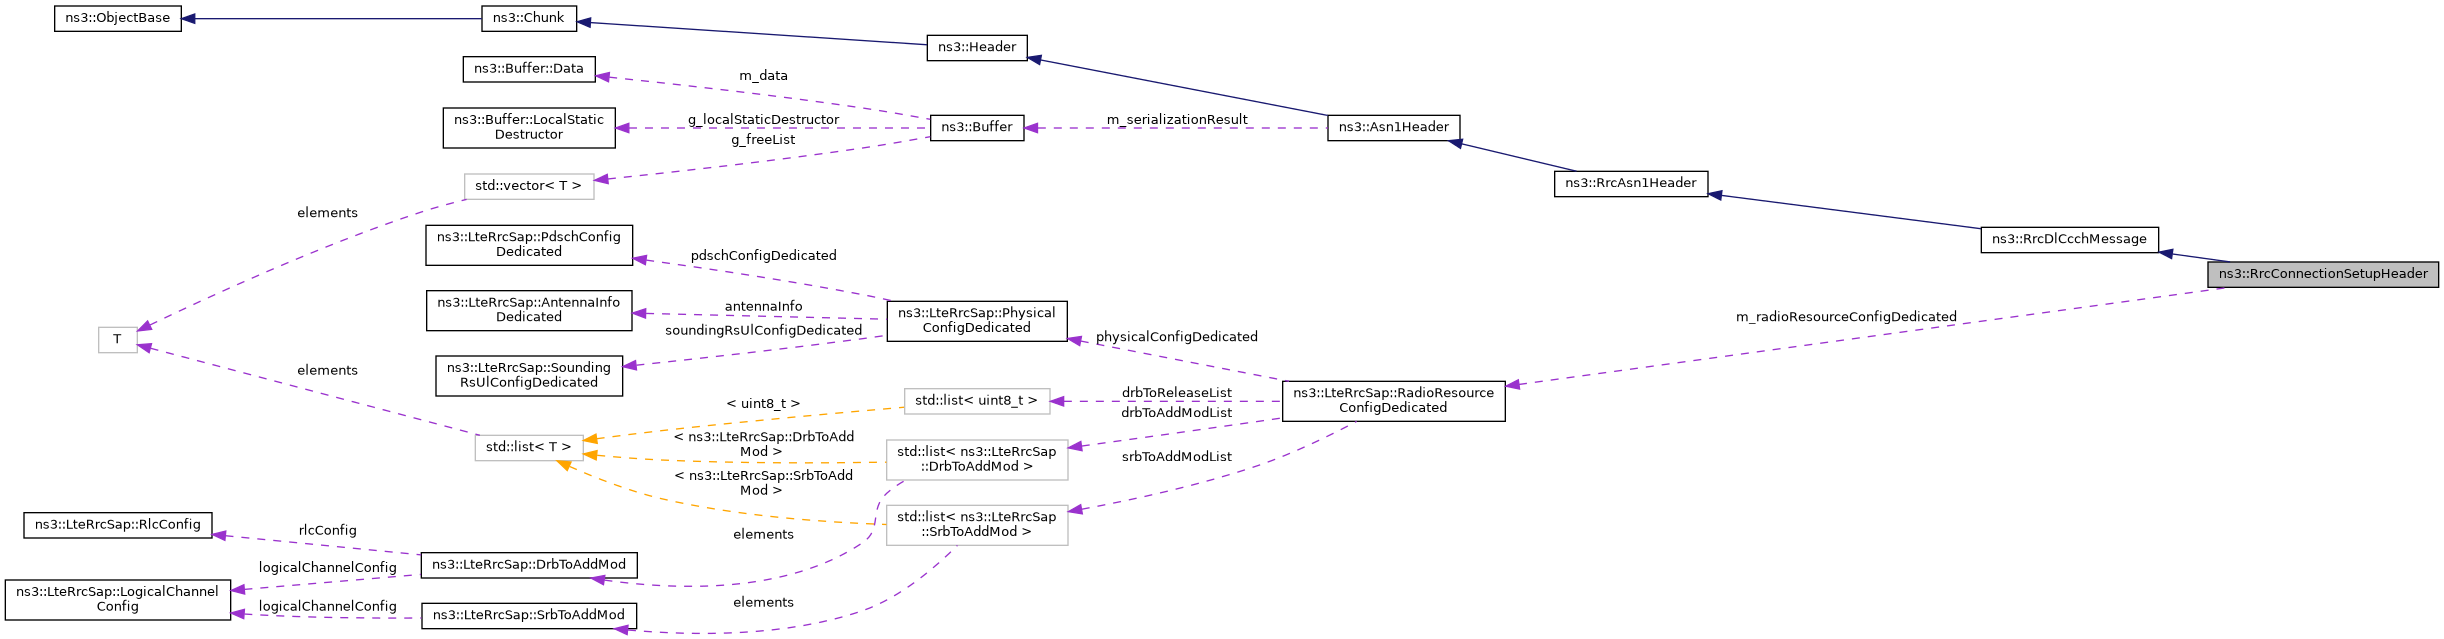 ns3::ObjectBase
ns3::Chunk
ns3::Header
ns3::Buffer::Data
m_data
ns3::Buffer::LocalStatic
Destructor
g_localStaticDestructor
ns3::Buffer
m_serializationResult
ns3::Asn1Header
g_freeList
std::vector< T >
ns3::RrcAsn1Header
elements
ns3::LteRrcSap::PdschConfig
Dedicated
pdschConfigDedicated
ns3::RrcDlCcchMessage
ns3::RrcConnectionSetupHeader
ns3::LteRrcSap::AntennaInfo
Dedicated
antennaInfo
ns3::LteRrcSap::Physical
ConfigDedicated
m_radioResourceConfigDedicated
soundingRsUlConfigDedicated
T
physicalConfigDedicated
ns3::LteRrcSap::Sounding
RsUlConfigDedicated
elements
ns3::LteRrcSap::RadioResource
ConfigDedicated
drbToReleaseList
std::list< uint8_t >
< uint8_t >
drbToAddModList
std::list< T >
< ns3::LteRrcSap::DrbToAdd
Mod >
std::list< ns3::LteRrcSap
::DrbToAddMod >
srbToAddModList
< ns3::LteRrcSap::SrbToAdd
Mod >
std::list< ns3::LteRrcSap
::SrbToAddMod >
ns3::LteRrcSap::RlcConfig
rlcConfig
elements
ns3::LteRrcSap::DrbToAddMod
logicalChannelConfig
ns3::LteRrcSap::LogicalChannel
Config
logicalChannelConfig
ns3::LteRrcSap::SrbToAddMod
elements